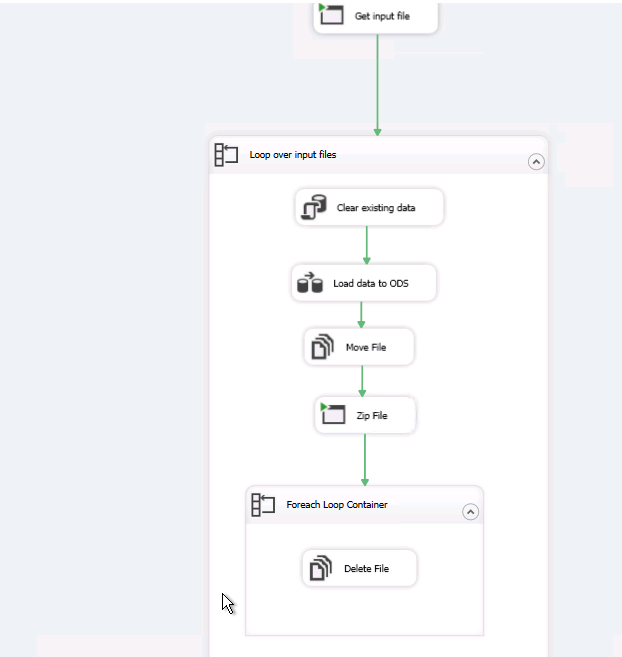 Get input file
Loop over input files
Clear existing data
Load data to ODS
Move File
Zip File
Foreach Loop Container
Delete File